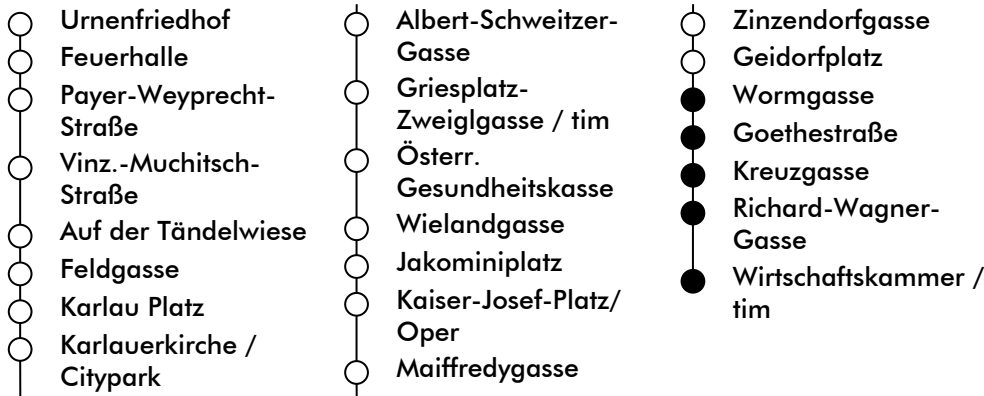 Urnenfriedhof
Feuerhalle
Payer-Weyprecht-
Straße
Vinz.-Muchitsch-
Straße
Auf der Tändelwiese
Feldgasse
Karlau Platz
Karlauerkirche /
Citypark
Albert-Schweitzer-
Gasse
Griesplatz-
Zweiglgasse / tim
Österr.
Gesundheitskasse
Wielandgasse
Jakominiplatz
Kaiser-Josef-Platz/
Oper
Maiffredygasse
Zinzendorfgasse
Geidorfplatz
Wormgasse
Goethestraße
Kreuzgasse
Richard-Wagner-
Gasse
Wirtschaftskammer /
tim